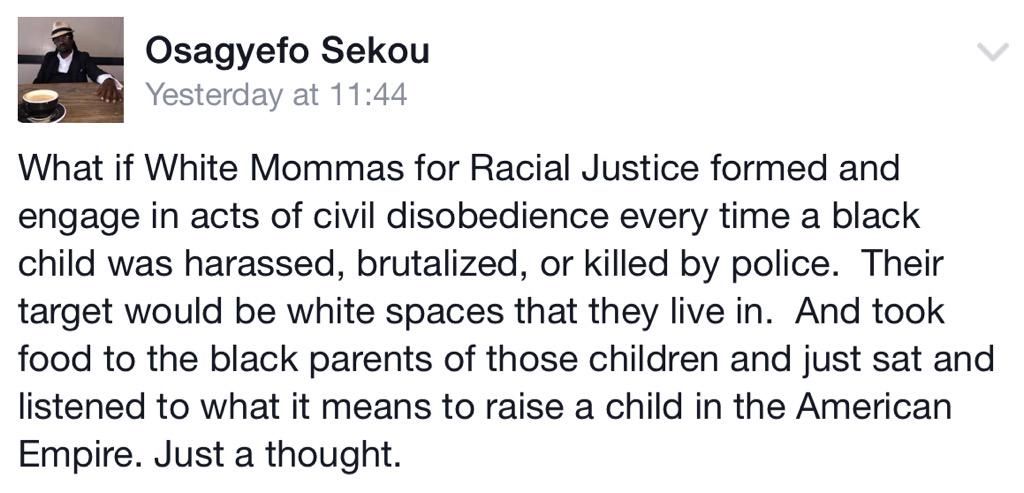 Osagyefo Sekou
Yesterday at 11:44
What if White Mommas for Racial Justice formed and
engage in acts of civil disobedience every time a black
child was harassed, brutalized, or killed by police.  Their
target would be white spaces that they live in.  And took
food to the black parents of those children and just sat and
listened to what it means to raise a child in the American
Empire. Just a thought.